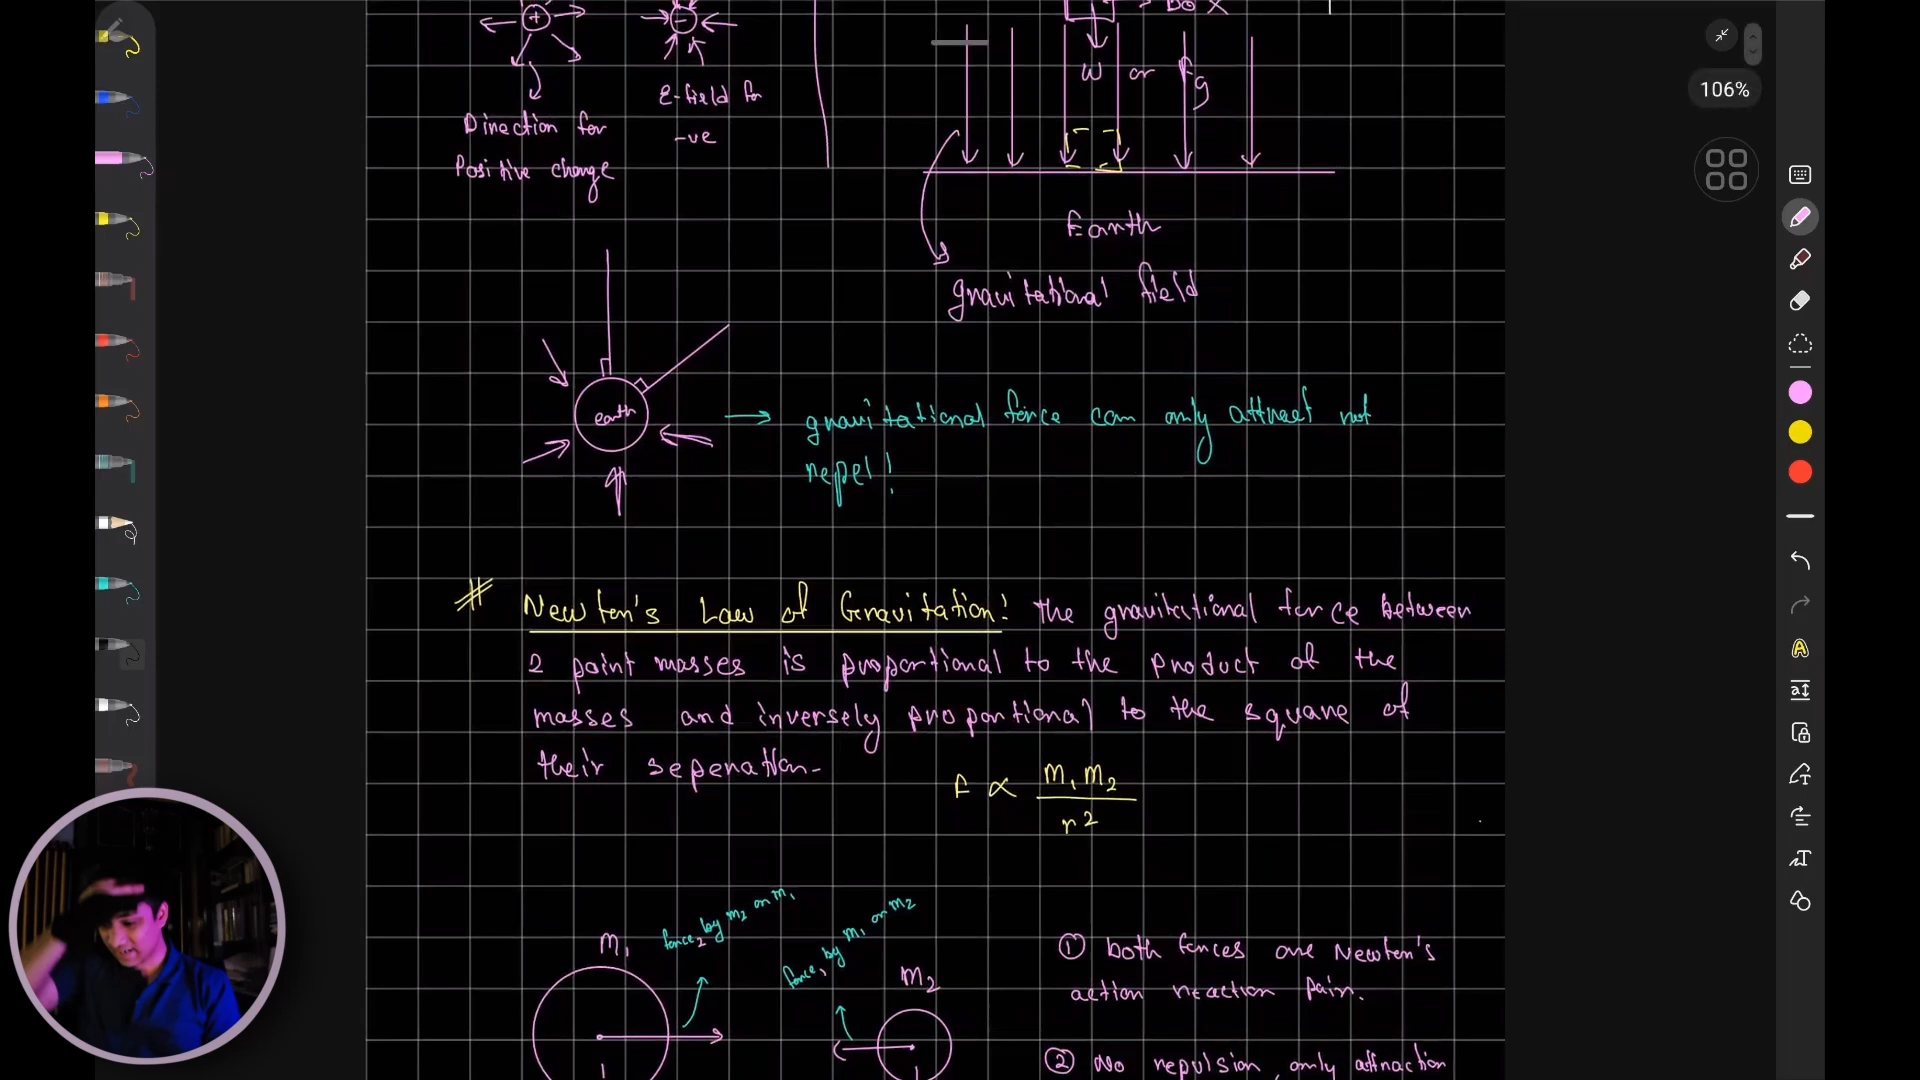 BOX
106%
+
-
W or Fg
E-field for
-ve
Direction for
Positive charge
Earth
gravitational field
earth
→ gravitational force can only attract not
repel!
# Newton's Law of Gravitation: The gravitational force between
2 point masses is proportional to the product of the
masses and inversely proportional to the square of
their seperation-
F ∝ m₁m₂/r²
force₂ by m₂ on m₁
force₁ by m₁ on m₂
m₁
m₂
① both forces are Newton's
action reaction pair.
② No repulsion, only attraction